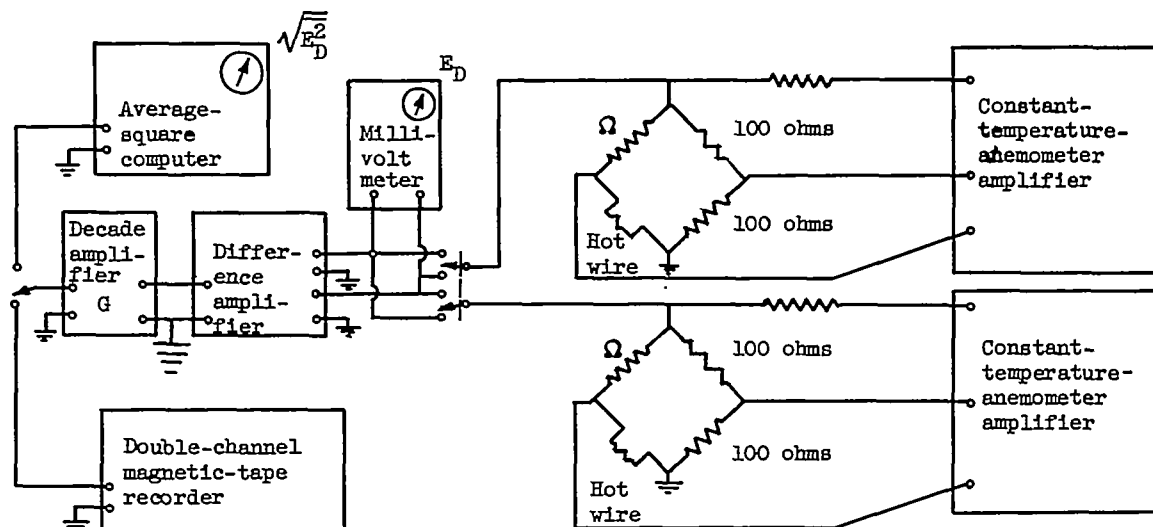 √E_D²
E_D
Average-
square
computer
Milli-
volt
meter
Ω
100 ohms
100 ohms
Hot
wire
Constant-
temperature-
anemometer
amplifier
Decade
ampli-
fier
G
Differ-
ence
ampli-
fier
Ω
100 ohms
100 ohms
Hot
wire
Constant-
temperature-
anemometer
amplifier
Double-channel
magnetic-tape
recorder